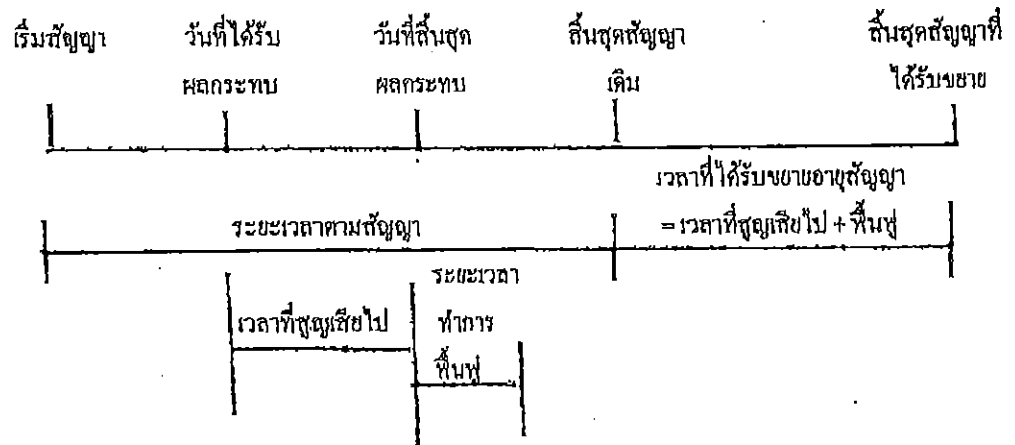 เริ่มสัญญา วันที่ได้รับ วันที่สิ้นสุด สิ้นสุดสัญญา สิ้นสุดสัญญาที่
ผลกระทบ ผลกระทบ เดิม ได้รับขยาย
เวลาที่ได้รับขยายอายุสัญญา
ระยะเวลาตามสัญญา = เวลาที่สูญเสียไป + ฟื้นฟู
ระยะเวลา
เวลาที่สูญเสียไป ทำการ
ฟื้นฟู